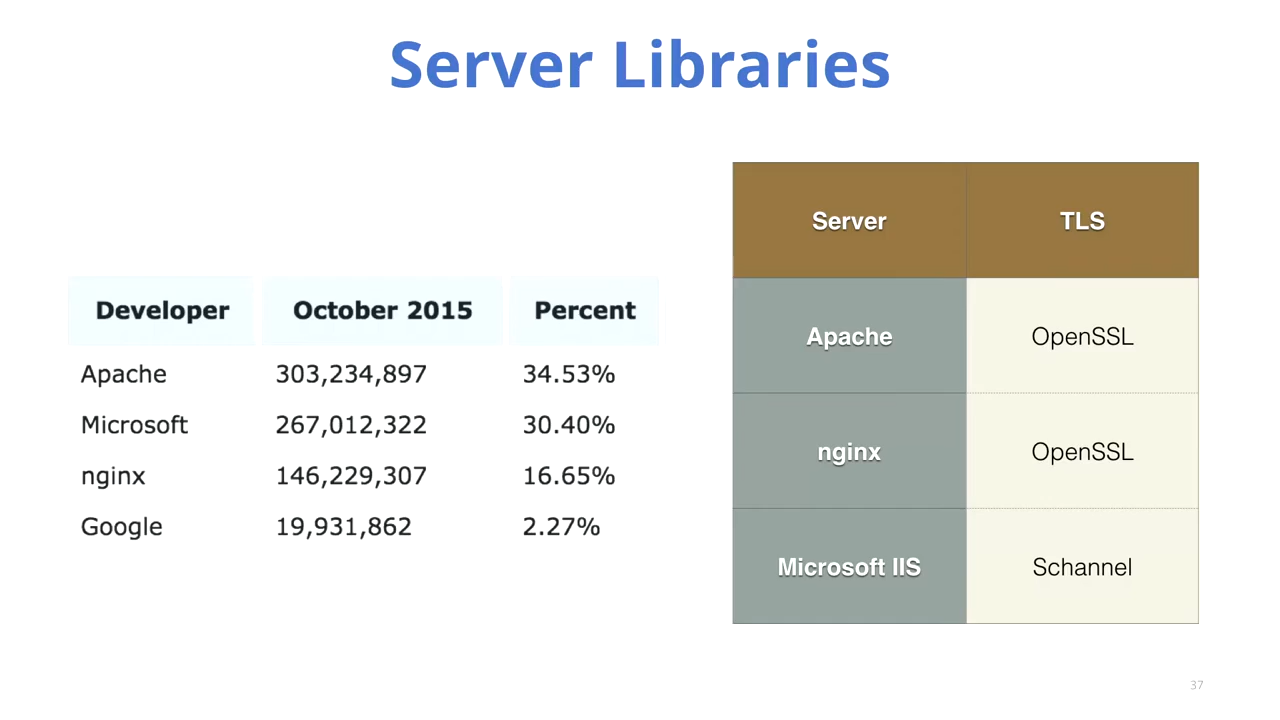 Server Libraries
Developer October 2015 Percent
Apache 303,234,897 34.53%
Microsoft 267,012,322 30.40%
nginx 146,229,307 16.65%
Google 19,931,862 2.27%
Server TLS
Apache OpenSSL
nginx OpenSSL
Microsoft IIS Schannel
37